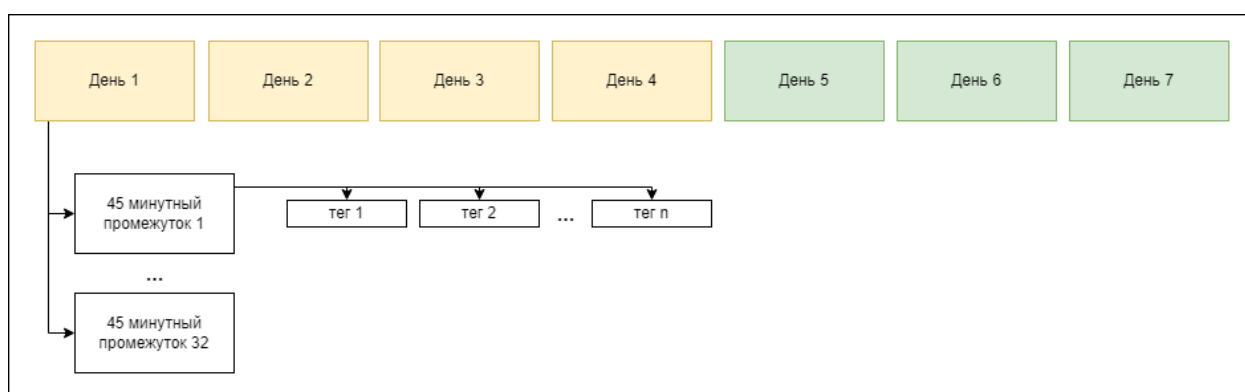 День 1
День 2
День 3
День 4
День 5
День 6
День 7
45 минутный
промежуток 1
тег 1
тег 2
...
тег n
...
45 минутный
промежуток 32